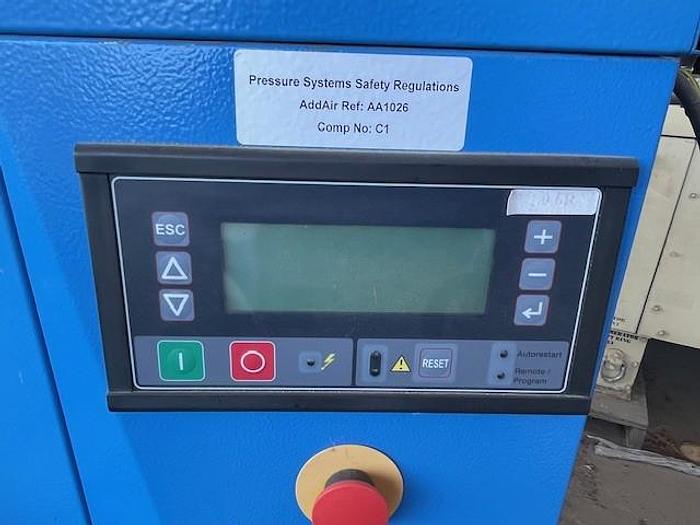 Pressure Systems Safety Regulations
AddAir Ref: AA1026
Comp No: C1
ESC
+
−
I
O
RESET
Autorestart
Remote /
Program